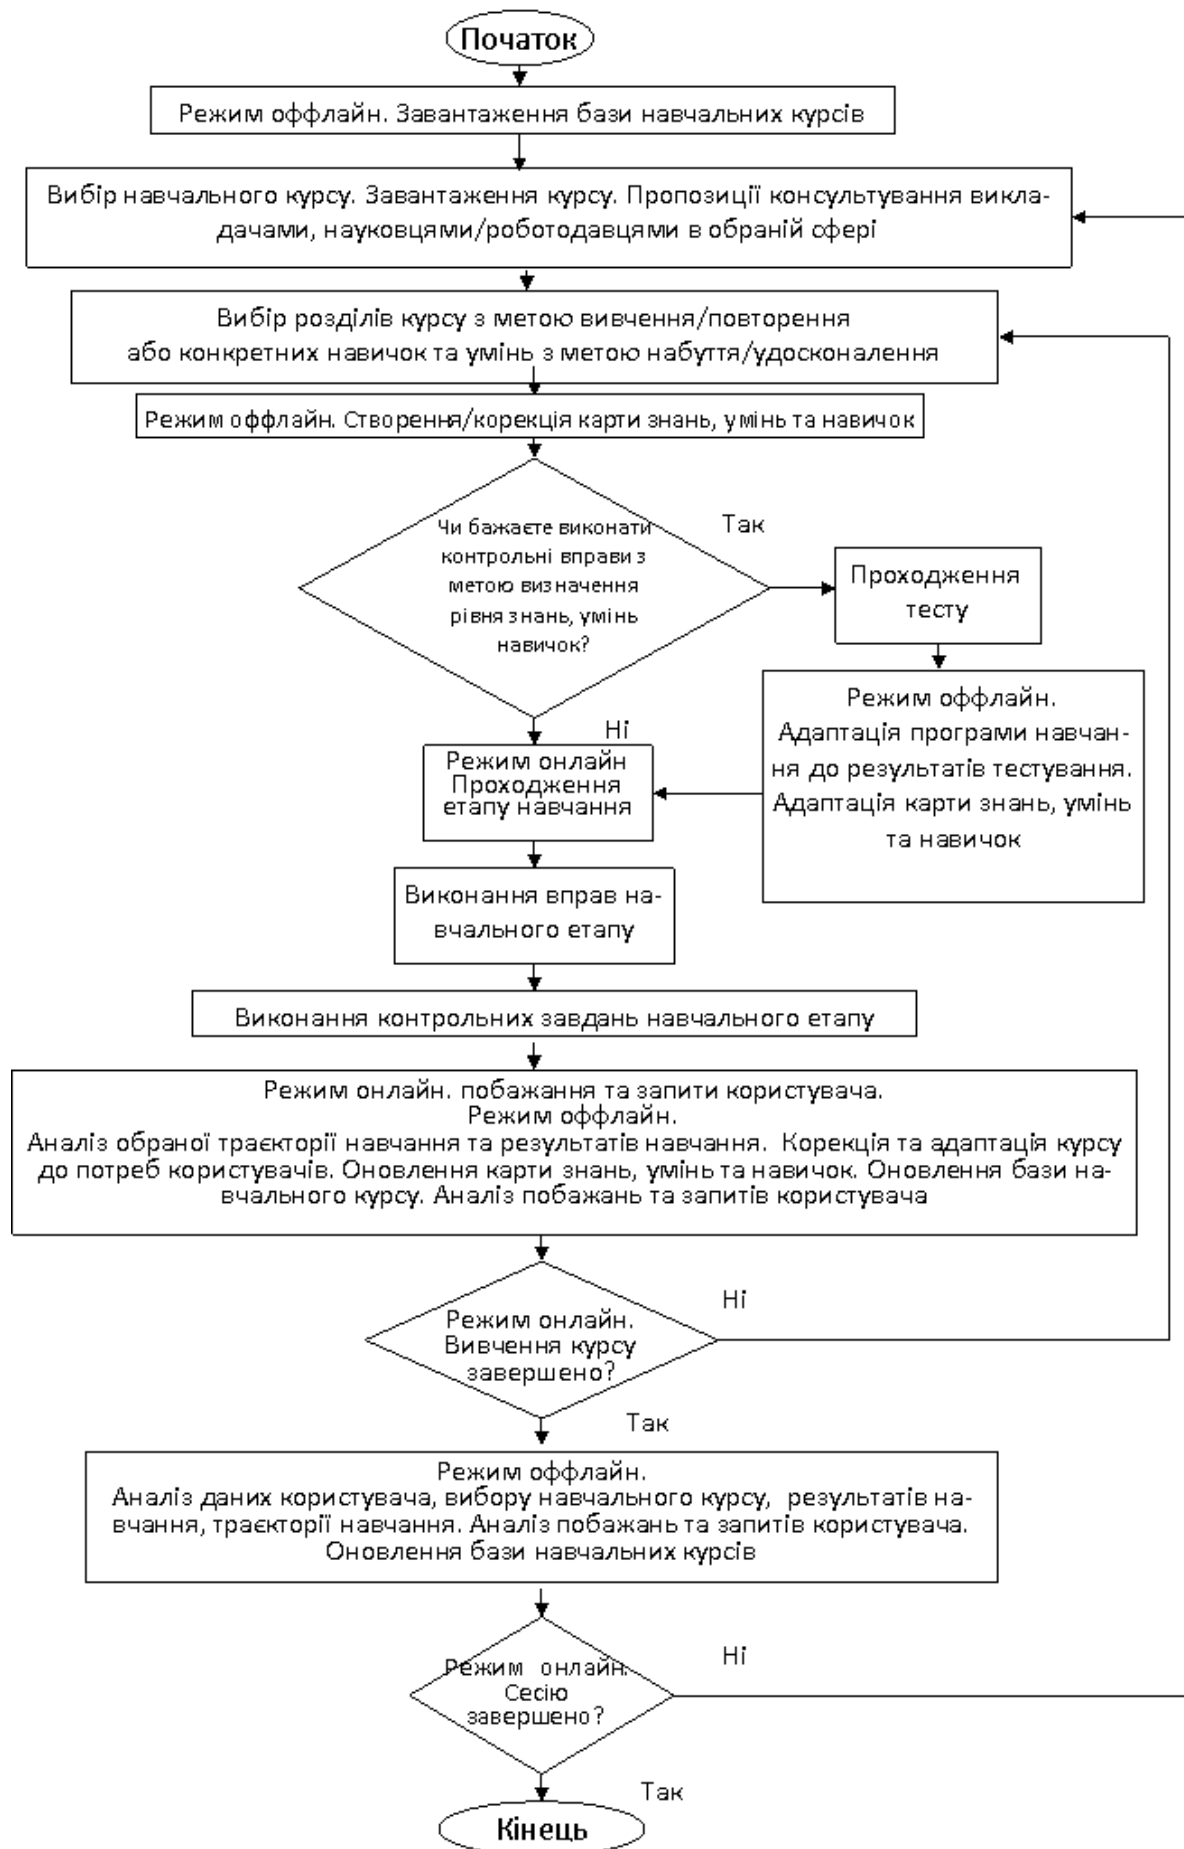 Початок
Режим оффлайн. Завантаження бази навчальних курсів
Вибір навчального курсу. Завантаження курсу. Пропозиції консультування викла-
дачами, науковцями/роботодавцями в обраній сфері
Вибір розділів курсу з метою вивчення/повторення
або конкретних навичок та умінь з метою набуття/удосконалення
Режим оффлайн. Створення/корекція карти знань, умінь та навичок
Чи бажаєте виконати
контрольні вправи з
метою визначення
рівня знань, умінь
навичок?
Так
Проходження
тесту
Режим оффлайн.
Адаптація програми навчан-
ня до результатів тестування.
Адаптація карти знань, умінь
та навичок
Ні
Режим онлайн
Проходження
етапу навчання
Виконання вправ на-
вчального етапу
Виконання контрольних завдань навчального етапу
Режим онлайн. побажання та запити користувача.
Режим оффлайн.
Аналіз обраної траєкторії навчання та результатів навчання. Корекція та адаптація курсу
до потреб користувачів. Оновлення карти знань, умінь та навичок. Оновлення бази на-
вчального курсу. Аналіз побажань та запитів користувача
Режим онлайн.
Вивчення курсу
завершено?
Ні
Так
Режим оффлайн.
Аналіз даних користувача, вибору навчального курсу, результатів на-
вчання, траєкторії навчання. Аналіз побажань та запитів користувача.
Оновлення бази навчальних курсів
Режим онлайн.
Сесію
завершено?
Ні
Так
Кінець